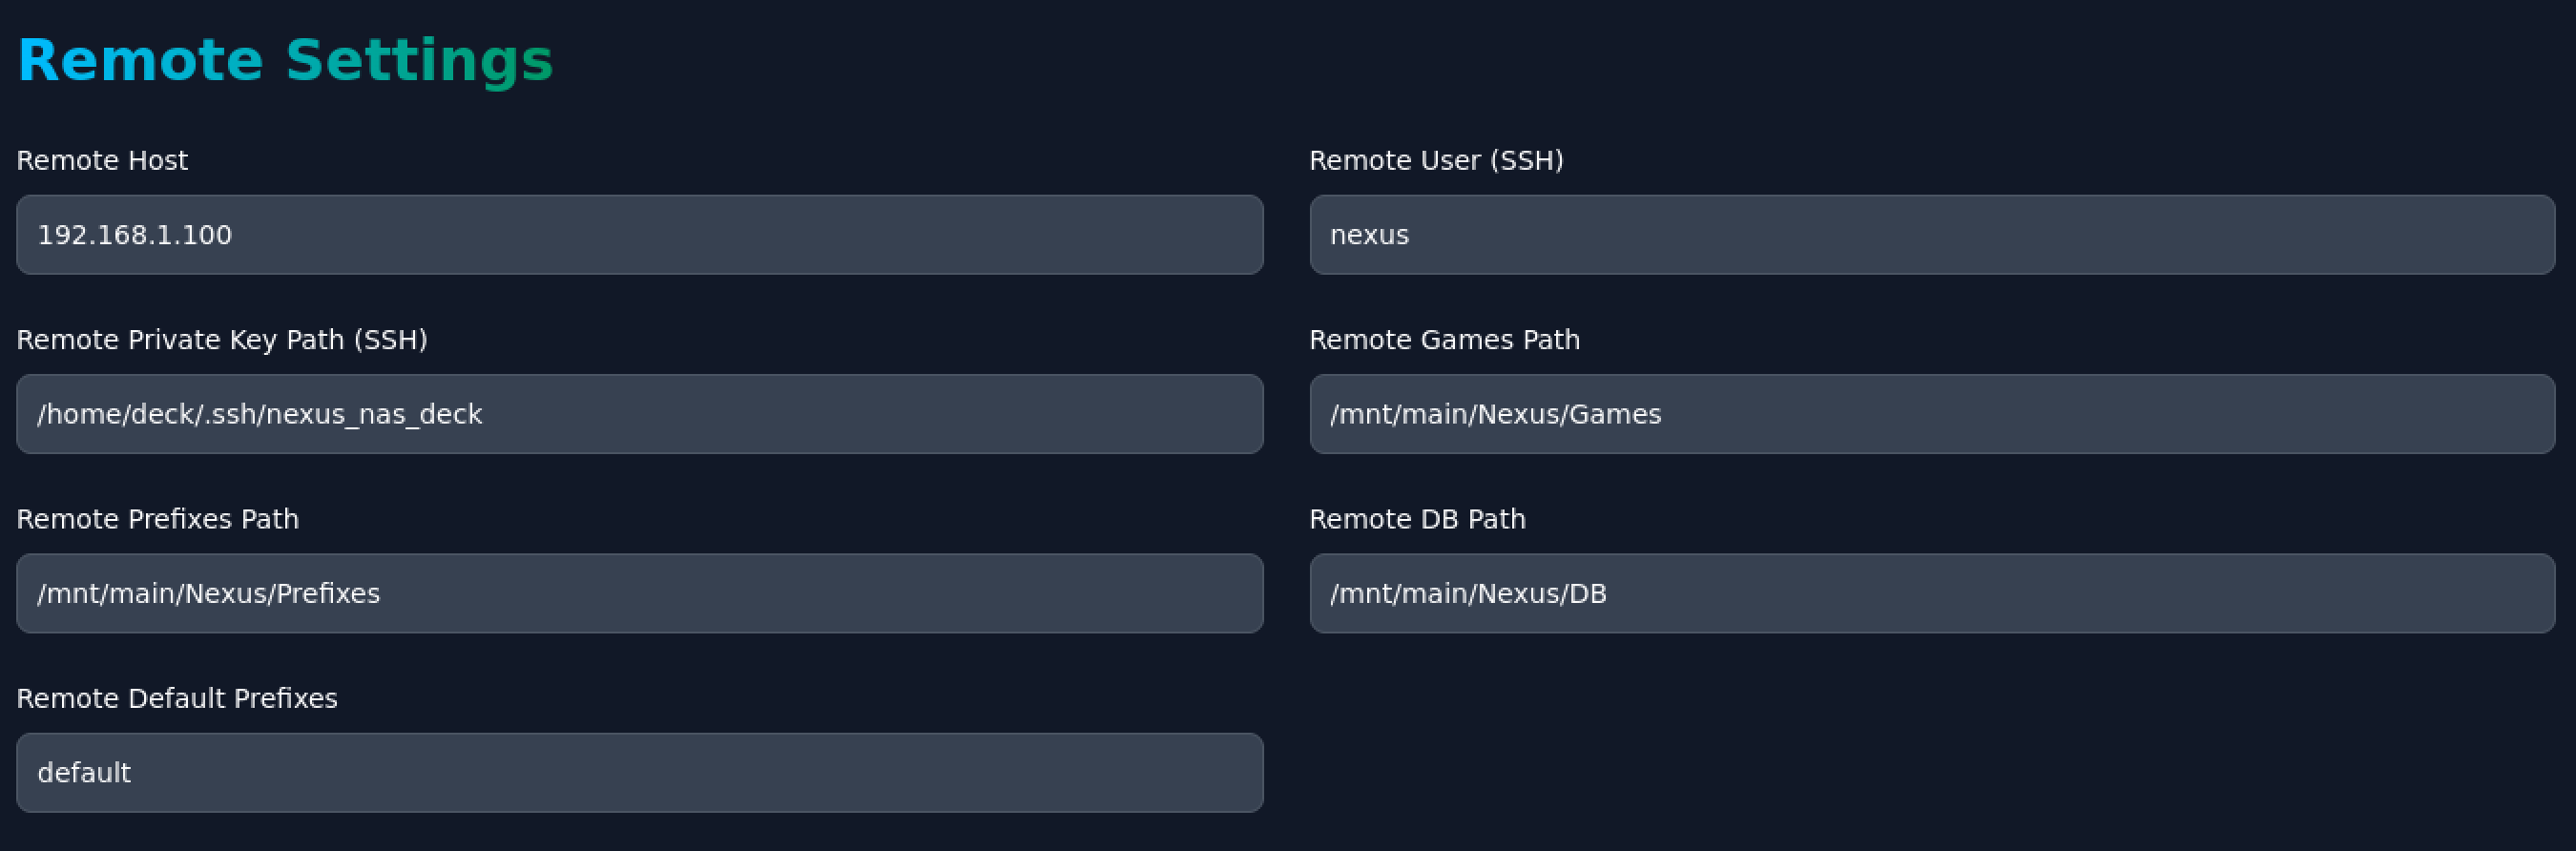 Remote Settings
Remote Host
Remote User (SSH)
192.168.1.100
nexus
Remote Private Key Path (SSH)
Remote Games Path
/home/deck/.ssh/nexus_nas_deck
/mnt/main/Nexus/Games
Remote Prefixes Path
Remote DB Path
/mnt/main/Nexus/Prefixes
/mnt/main/Nexus/DB
Remote Default Prefixes
default